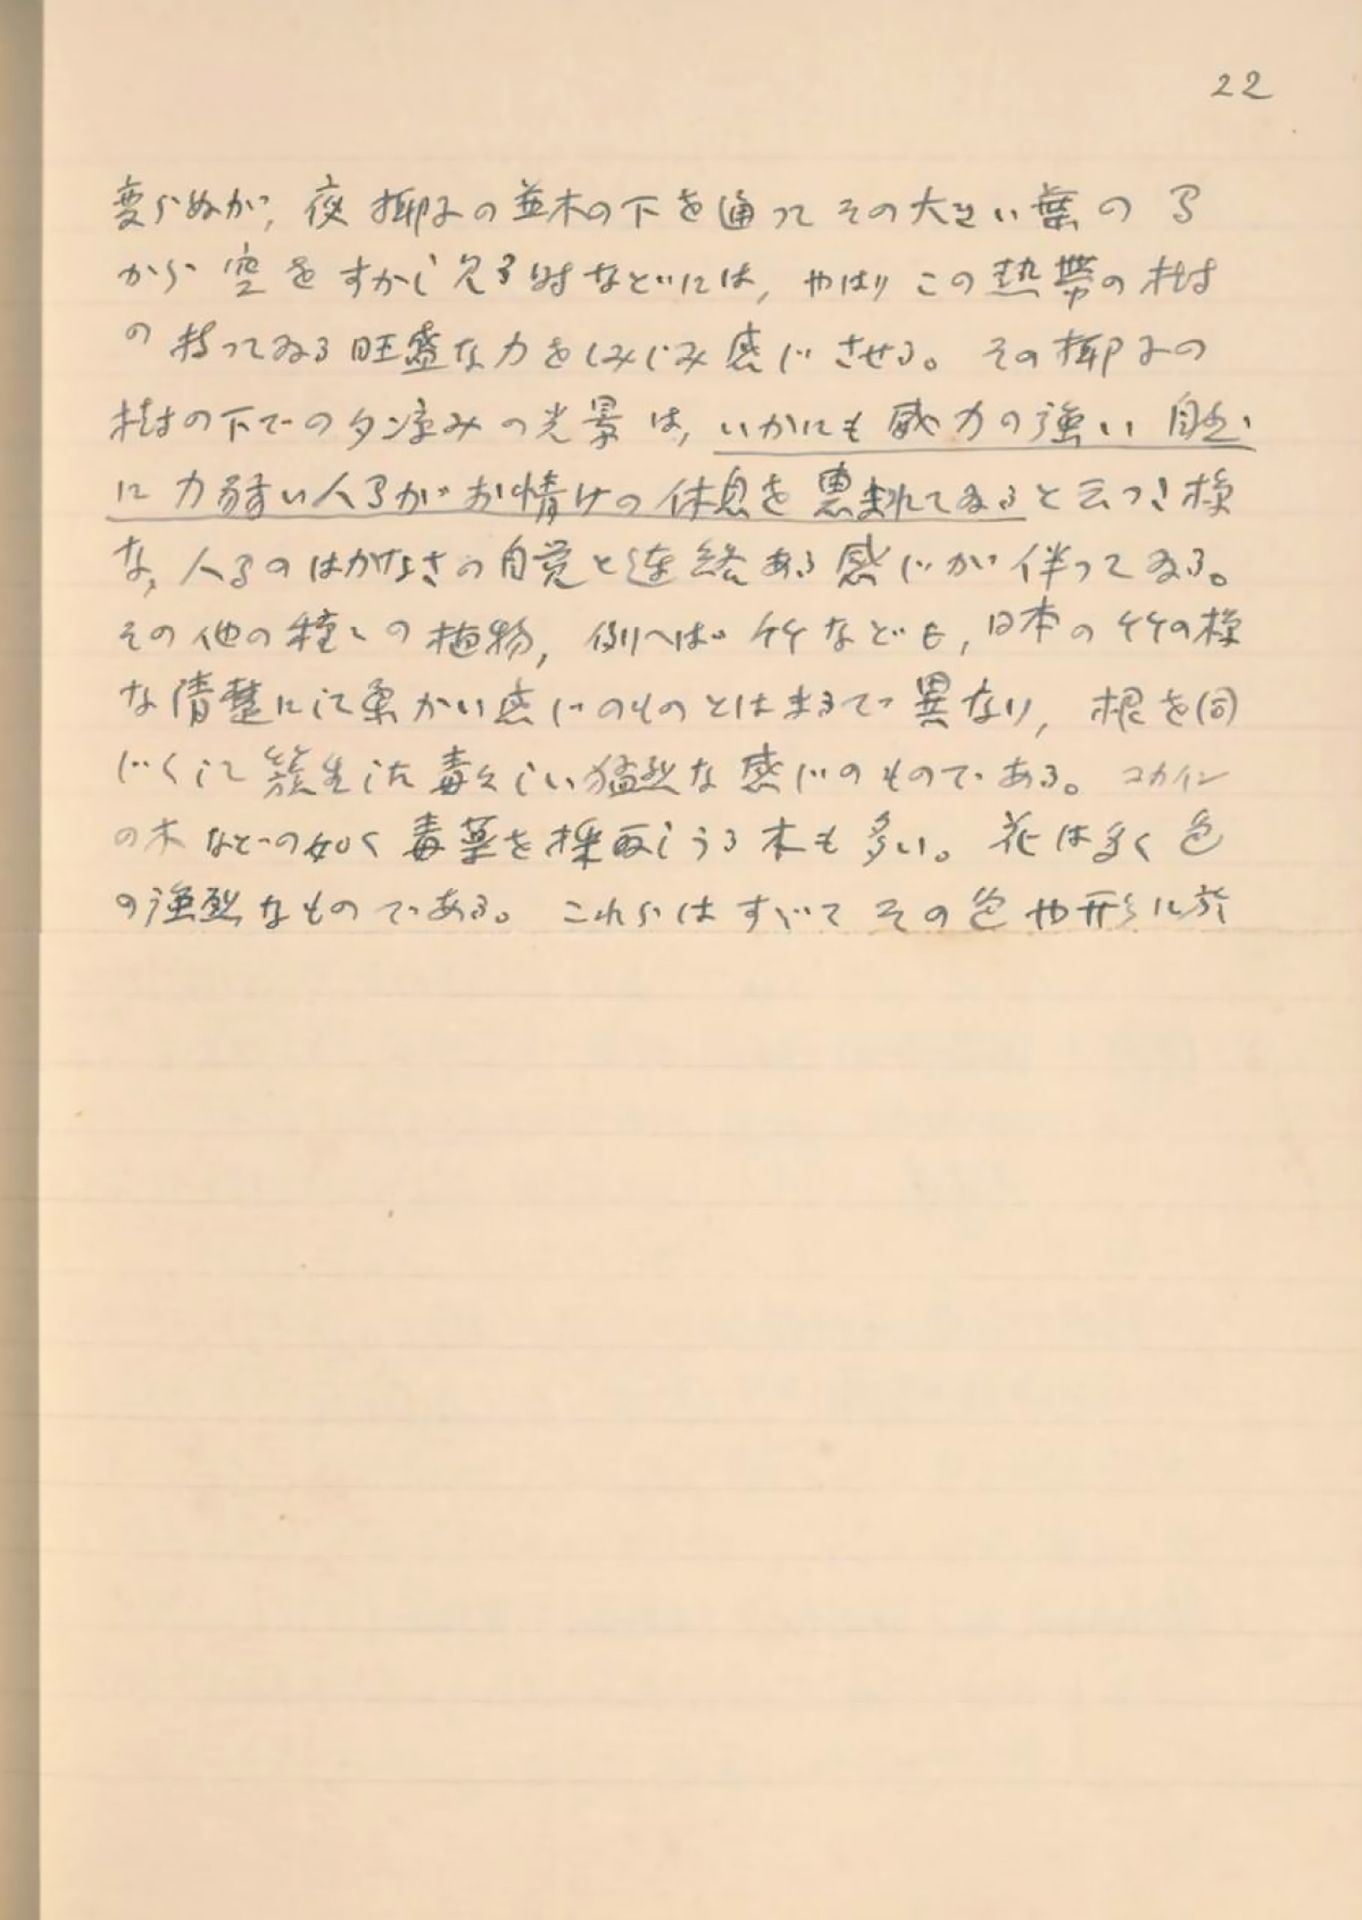 22
変らぬが, 夜 椰子の並木の下を通って その大きい葉の間
から 空を すかし見る時などには, やはり この熱帯の樹
の 持ってゐる 旺盛な力を しみじみ 感じさせる。 その椰子の
樹の下での夕涼みの光景は, いかにも 威力の強い 自然
に 力弱い人間が お情けの休息を 恵まれてゐると云つた様
な, 人間のはかなさの自覚と連絡ある感じが 伴ってゐる。
その他の種々の植物, 例へば 竹なども, 日本の竹の様
な清楚にして柔かい感じのものとはまるで異なり, 根を同
じくして 簇生した毒々しい猛烈な感じのものである。 コカイン
の木などの如く 毒薬を採取しうる木も多い。 花は多く色
の強烈なものである。 これらはすべて その色や形に於